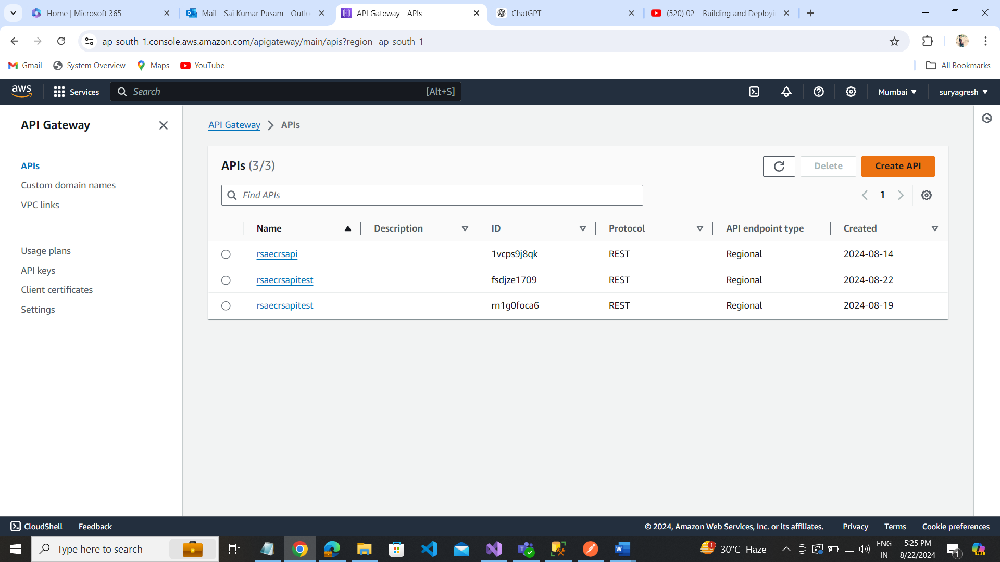 Home | Microsoft 365
Mail - Sai Kumar Pusam - Outlo
API Gateway - APIs
ChatGPT
(520) 02 – Building and Deployi
ap-south-1.console.aws.amazon.com/apigateway/main/apis?region=ap-south-1
Gmail
System Overview
Maps
YouTube
All Bookmarks
aws
Services
Search
[Alt+S]
Mumbai
suryagresh
API Gateway
APIs
Custom domain names
VPC links
Usage plans
API keys
Client certificates
Settings
API Gateway > APIs
APIs (3/3)
Delete
Create API
Find APIs
1
Name Description ID Protocol API endpoint type Created
rsaecrsapi 1vcps9j8qk REST Regional 2024-08-14
rsaecrsapitest fsdjze1709 REST Regional 2024-08-22
rsaecrsapitest rn1g0foca6 REST Regional 2024-08-19
CloudShell
Feedback
© 2024, Amazon Web Services, Inc. or its affiliates.
Privacy
Terms
Cookie preferences
Type here to search
1
30°C Haze
ENG
IN
5:25 PM
8/22/2024
1
PRE